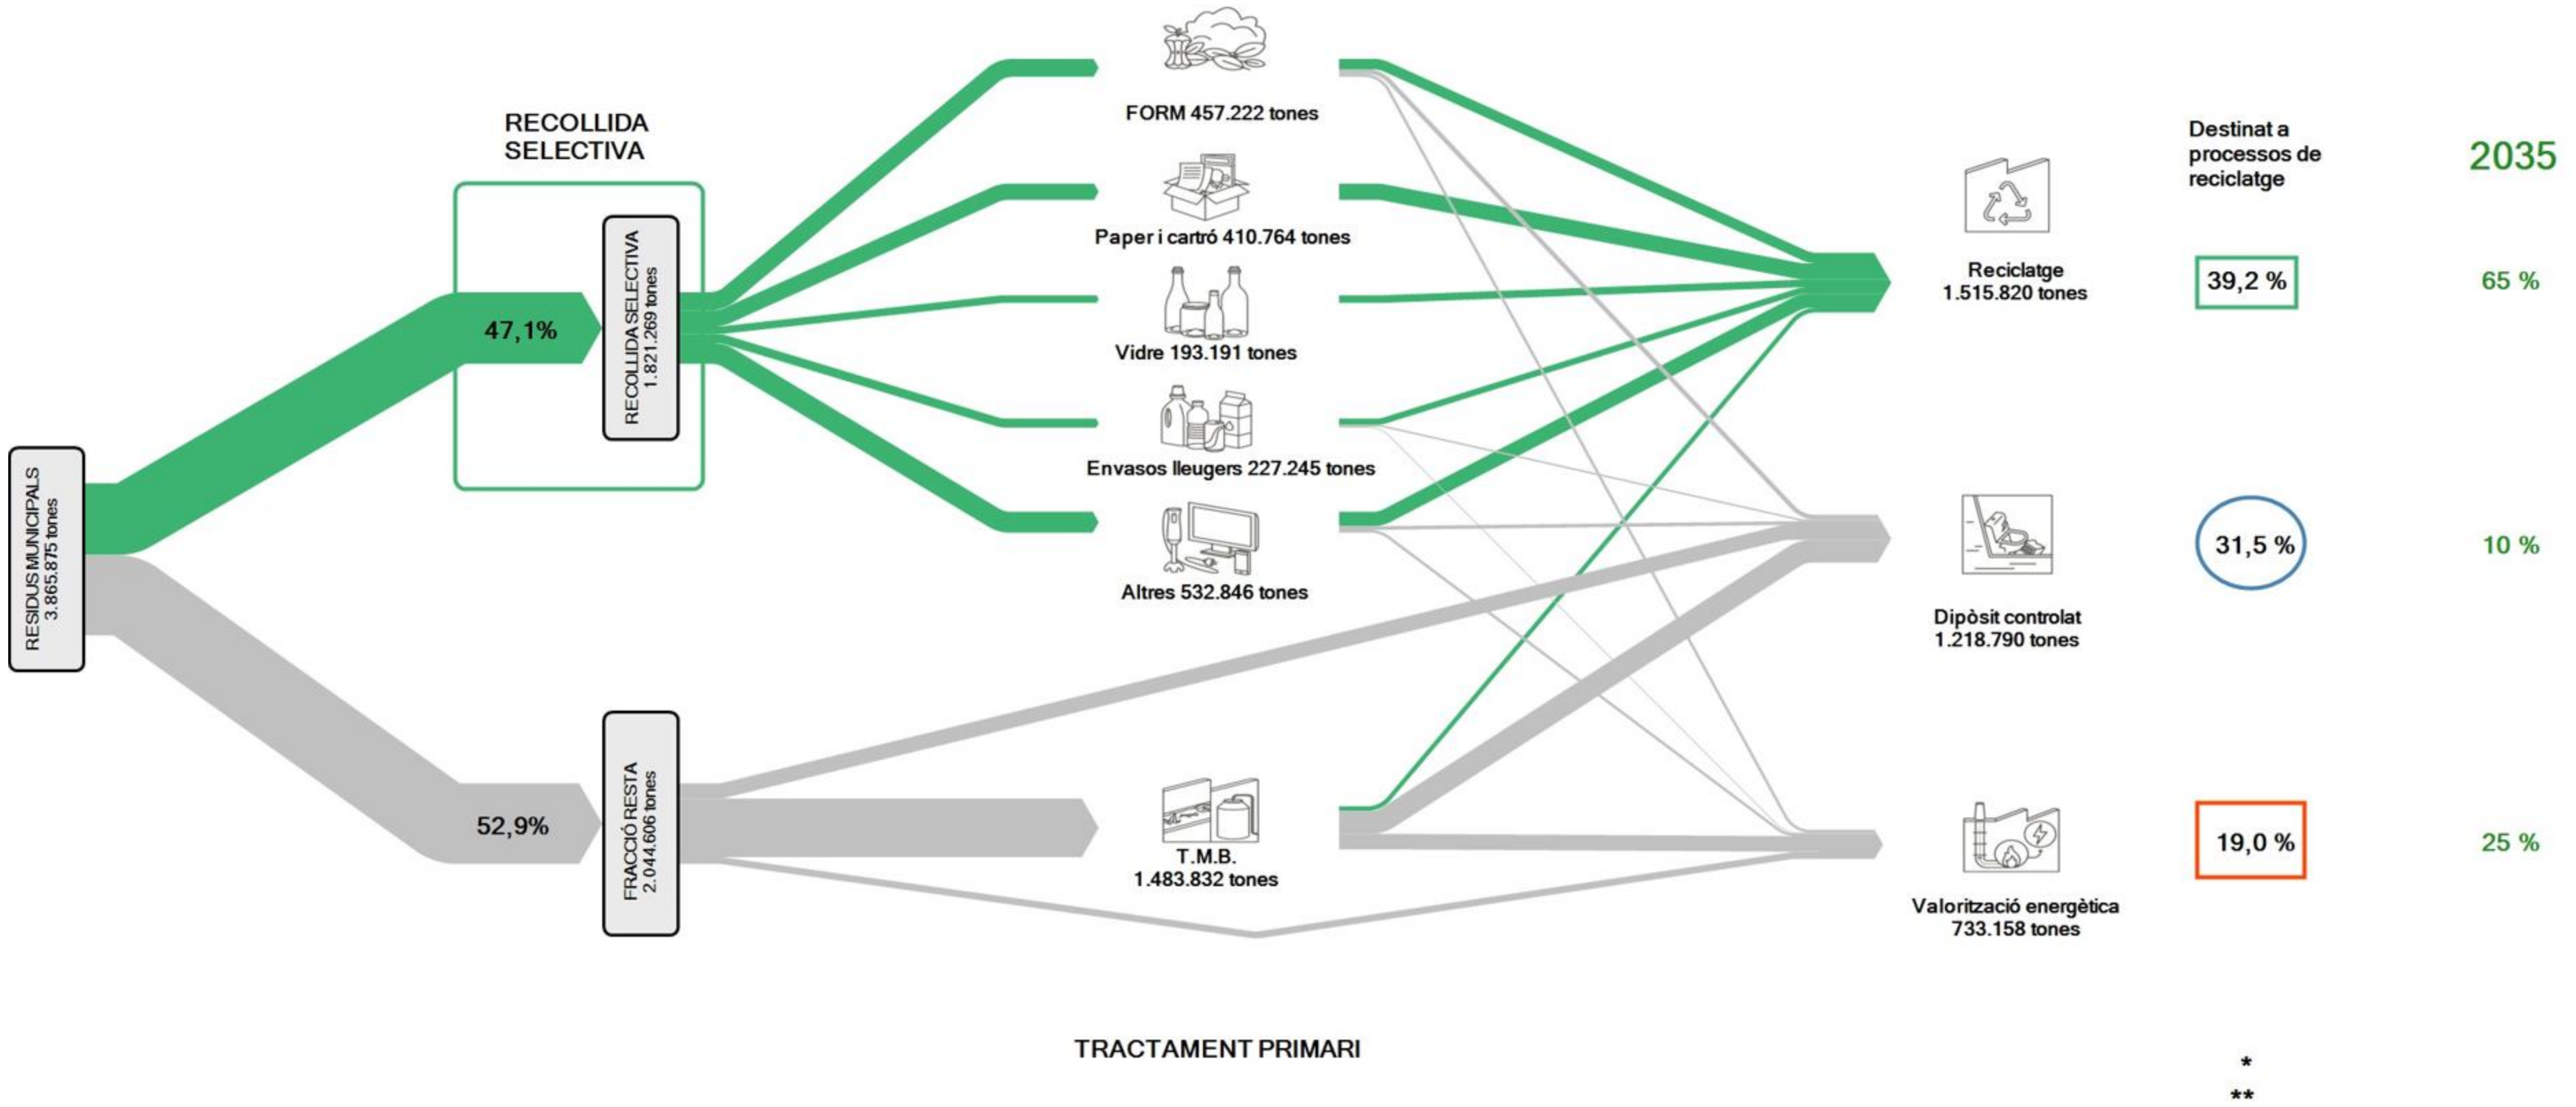 RESIDUS MUNICIPALS
3.865.875 tones
RECOLLIDA
SELECTIVA
47,1%
RECOLLIDA SELECTIVA
1.821.269 tones
52,9%
FRACCIÓ RESTA
2.044.606 tones
FORM 457.222 tones
Paper i cartró 410.764 tones
Vidre 193.191 tones
Envasos lleugers 227.245 tones
Altres 532.846 tones
T.M.B.
1.483.832 tones
Reciclatge
1.515.820 tones
Dipòsit controlat
1.218.790 tones
Valorització energètica
733.158 tones
Destinat a
processos de
reciclatge
39,2 %
31,5 %
19,0 %
2035
65 %
10 %
25 %
TRACTAMENT PRIMARI
*
**